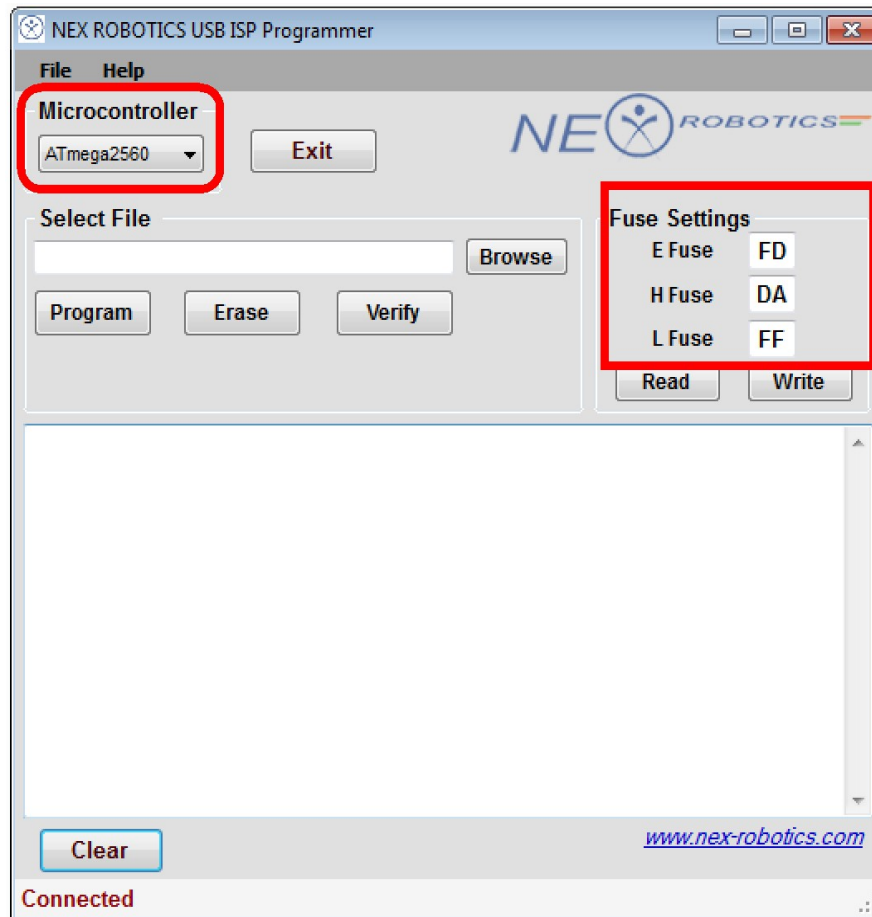 NEX ROBOTICS USB ISP Programmer
File Help
Microcontroller
ATmega2560
Exit
NEX ROBOTICS
Select File
Browse
Program Erase Verify
Fuse Settings
E Fuse FD
H Fuse DA
L Fuse FF
Read Write
Clear
www.nex-robotics.com
Connected